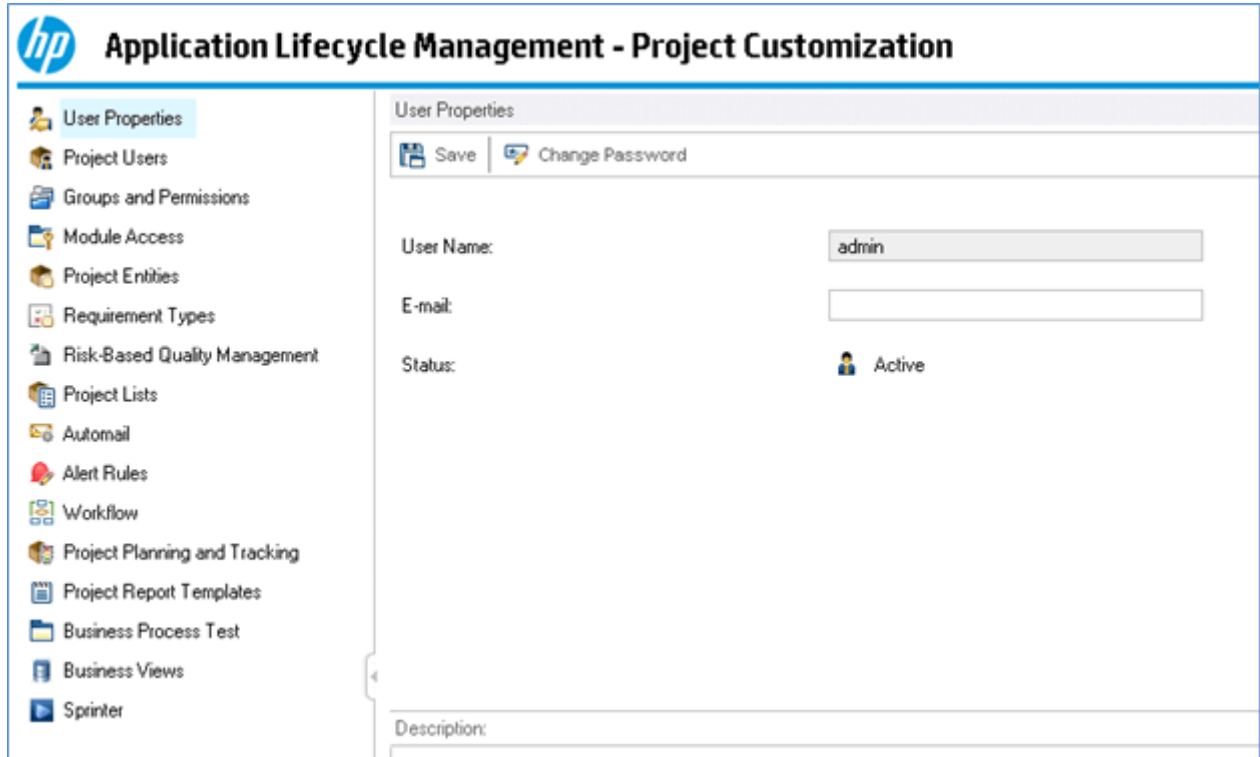 hp
Application Lifecycle Management - Project Customization
User Properties
Project Users
Groups and Permissions
Module Access
Project Entities
Requirement Types
Risk-Based Quality Management
Project Lists
Automail
Alert Rules
Workflow
Project Planning and Tracking
Project Report Templates
Business Process Test
Business Views
Sprinter
User Properties
Save Change Password
User Name: admin
E-mail:
Status: Active
Description: